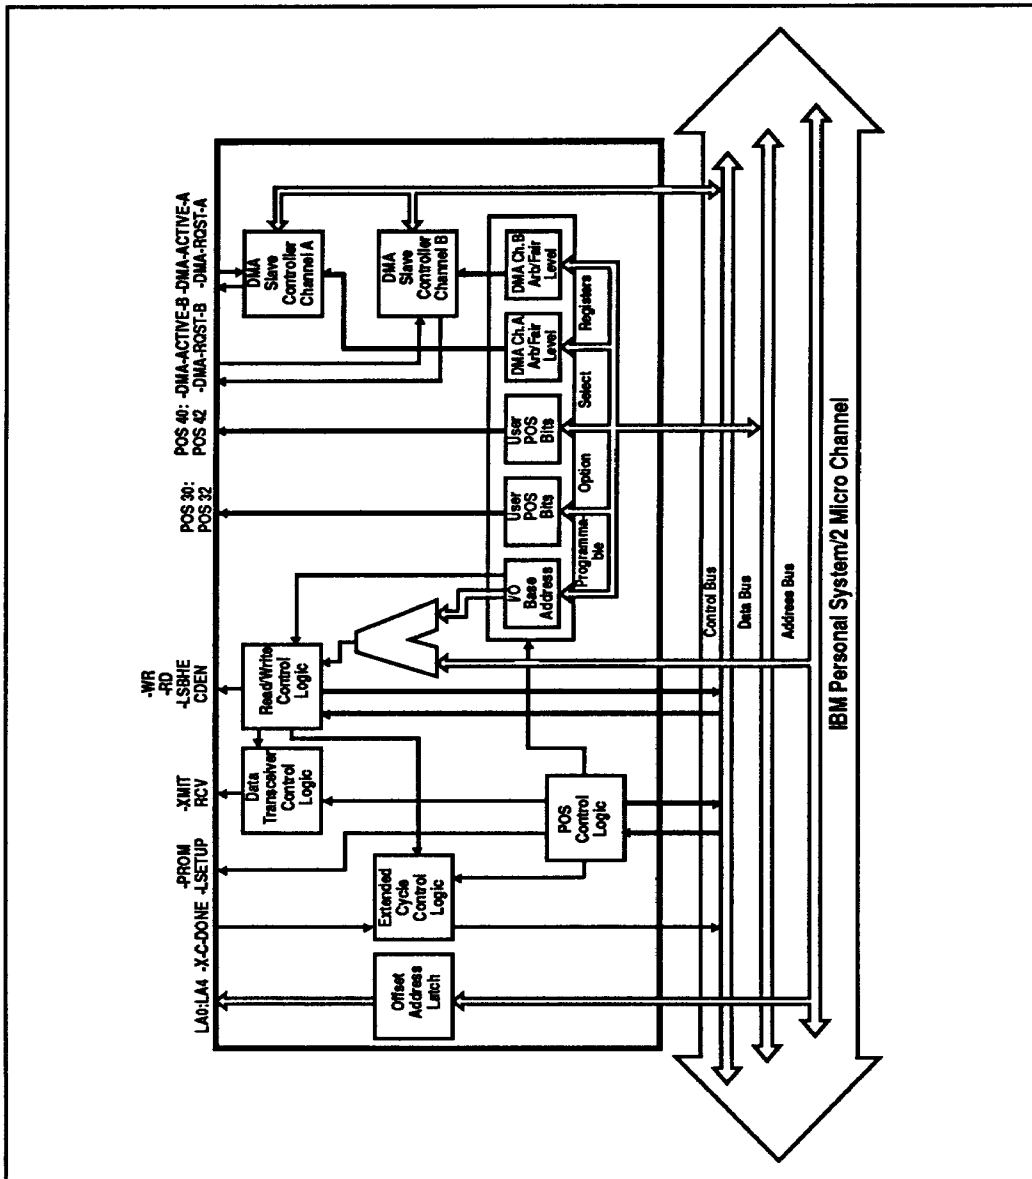 LA0:LA4
-X-C-DONE
-PROM
-LSETUP
-XMIT
RCV
-WR
-RD
-LSBHE
CDEN
POS 30:
POS 32
POS 40:
POS 42
-DMA-ACTIVE-B
-DMA-RQST-B
-DMA-ACTIVE-A
-DMA-RQST-A
Data
Transceiver
Control
Logic
Read/Write
Control
Logic
DMA
Slave
Controller
Channel A
Offset
Address
Latch
Extended
Cycle
Control
Logic
DMA
Slave
Controller
Channel B
I/O
Base
Address
User
POS
Bits
User
POS
Bits
DMA Ch.A
Arb/Fair
Level
DMA Ch.B
Arb/Fair
Level
POS
Control
Logic
Programma-
ble
Option
Select
Registers
Control Bus
Data Bus
Address Bus
IBM Personal System/2 Micro Channel